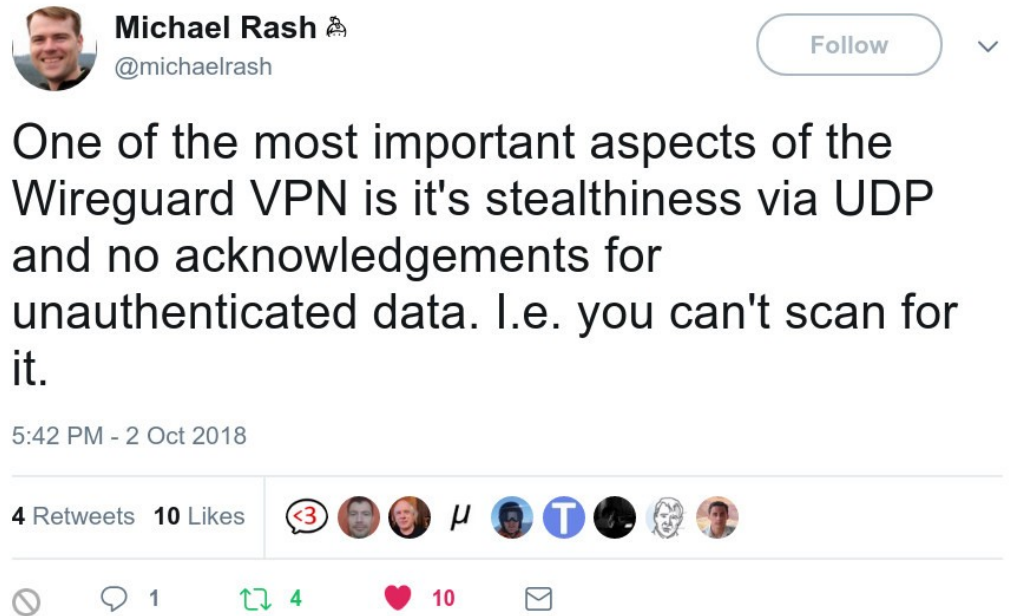 Michael Rash
@michaelrash
Follow
One of the most important aspects of the
Wireguard VPN is it's stealthiness via UDP
and no acknowledgements for
unauthenticated data. I.e. you can't scan for
it.
5:42 PM - 2 Oct 2018
4 Retweets 10 Likes
<3
μ
T
1 4 10